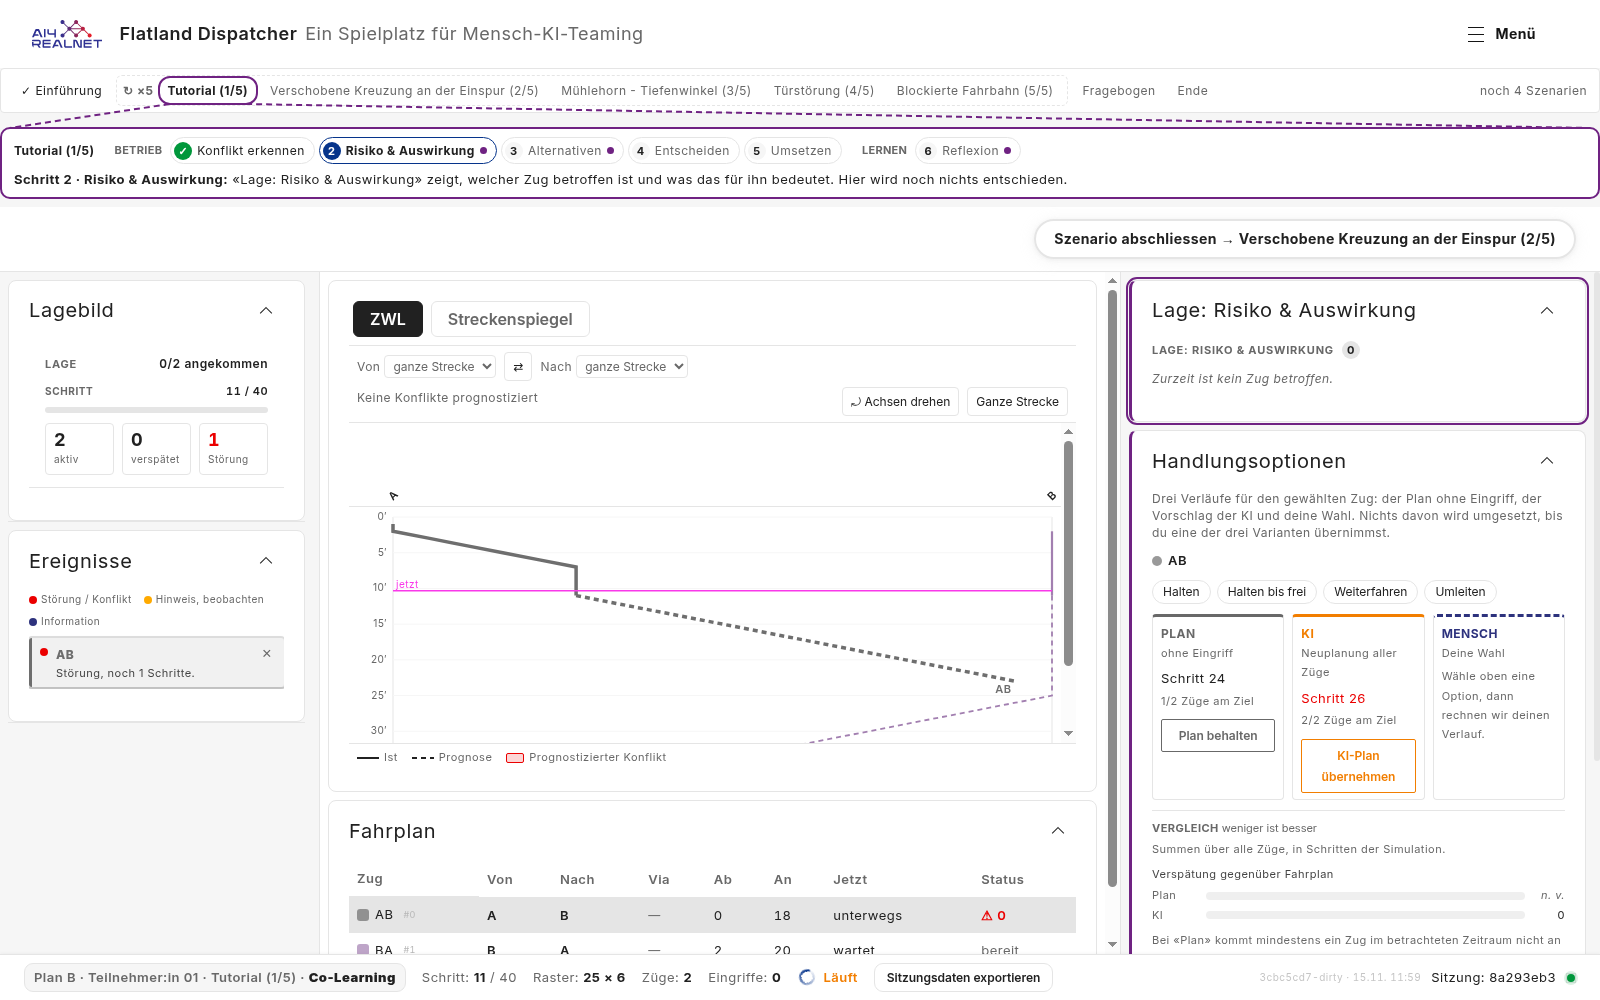 AI4
REALNET
Flatland Dispatcher Ein Spielplatz für Mensch-KI-Teaming
Menü
✓ Einführung
↻ ×5
Tutorial (1/5)
Verschobene Kreuzung an der Einspur (2/5)
Mühlehorn - Tiefenwinkel (3/5)
Türstörung (4/5)
Blockierte Fahrbahn (5/5)
Fragebogen
Ende
noch 4 Szenarien
Tutorial (1/5)
BETRIEB
✓ Konflikt erkennen
2 Risiko & Auswirkung
3 Alternativen
4 Entscheiden
5 Umsetzen
LERNEN
6 Reflexion
Schritt 2 · Risiko & Auswirkung: «Lage: Risiko & Auswirkung» zeigt, welcher Zug betroffen ist und was das für ihn bedeutet. Hier wird noch nichts entschieden.
Szenario abschliessen → Verschobene Kreuzung an der Einspur (2/5)
Lagebild
LAGE 0/2 angekommen
SCHRITT 11 / 40
2 aktiv
0 verspätet
1 Störung
Ereignisse
Störung / Konflikt
Hinweis, beobachten
Information
AB ×
Störung, noch 1 Schritte.
ZWL
Streckenspiegel
Von ganze Strecke ⇄ Nach ganze Strecke
Keine Konflikte prognostiziert
Achsen drehen
Ganze Strecke
A
B
0'
5'
jetzt
10'
15'
20'
AB
25'
30'
Ist
Prognose
Prognostizierter Konflikt
Fahrplan
Zug Von Nach Via Ab An Jetzt Status
AB #0 A B — 0 18 unterwegs ⚠ 0
BA #1 B A — 2 20 wartet bereit
Lage: Risiko & Auswirkung
LAGE: RISIKO & AUSWIRKUNG 0
Zurzeit ist kein Zug betroffen.
Handlungsoptionen
Drei Verläufe für den gewählten Zug: der Plan ohne Eingriff, der
Vorschlag der KI und deine Wahl. Nichts davon wird umgesetzt, bis
du eine der drei Varianten übernimmst.
AB
Halten
Halten bis frei
Weiterfahren
Umleiten
PLAN
ohne Eingriff
Schritt 24
1/2 Züge am Ziel
Plan behalten
KI
Neuplanung aller
Züge
Schritt 26
2/2 Züge am Ziel
KI-Plan
übernehmen
MENSCH
Deine Wahl
Wähle oben eine
Option, dann
rechnen wir deinen
Verlauf.
VERGLEICH weniger ist besser
Summen über alle Züge, in Schritten der Simulation.
Verspätung gegenüber Fahrplan
Plan n. v.
KI 0
Bei «Plan» kommt mindestens ein Zug im betrachteten Zeitraum nicht an
Plan B · Teilnehmer:in 01 · Tutorial (1/5) · Co-Learning
Schritt: 11 / 40
Raster: 25 × 6
Züge: 2
Eingriffe: 0
Läuft
Sitzungsdaten exportieren
3cbc5cd7-dirty · 15.11. 11:59
Sitzung: 8a293eb3